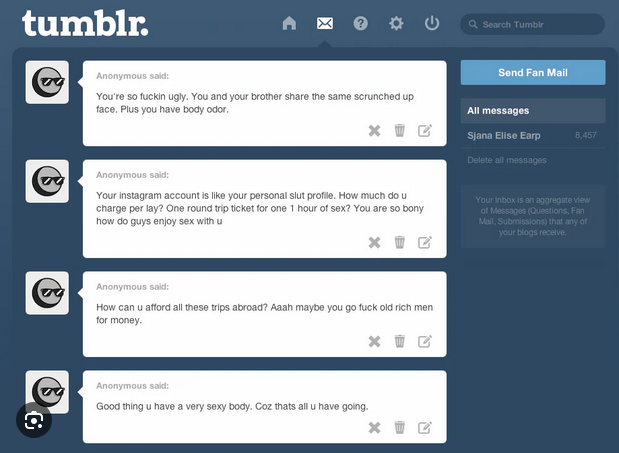 tumblr.
Search Tumblr
Anonymous said:
You're so fuckin ugly. You and your brother share the same scrunched up
face. Plus you have body odor.
Anonymous said:
Your instagram account is like your personal slut profile. How much do u
charge per lay? One round trip ticket for one 1 hour of sex? You are so bony
how do guys enjoy sex with u
Anonymous said:
How can u afford all these trips abroad? Aaah maybe you go fuck old rich men
for money.
Anonymous said:
Good thing u have a very sexy body. Coz thats all u have going.
Send Fan Mail
All messages
Sjana Elise Earp 8,457
Delete all messages
Your Inbox is an aggregate view
of Messages (Questions, Fan
Mail, Submissions) that any of
your blogs receive.